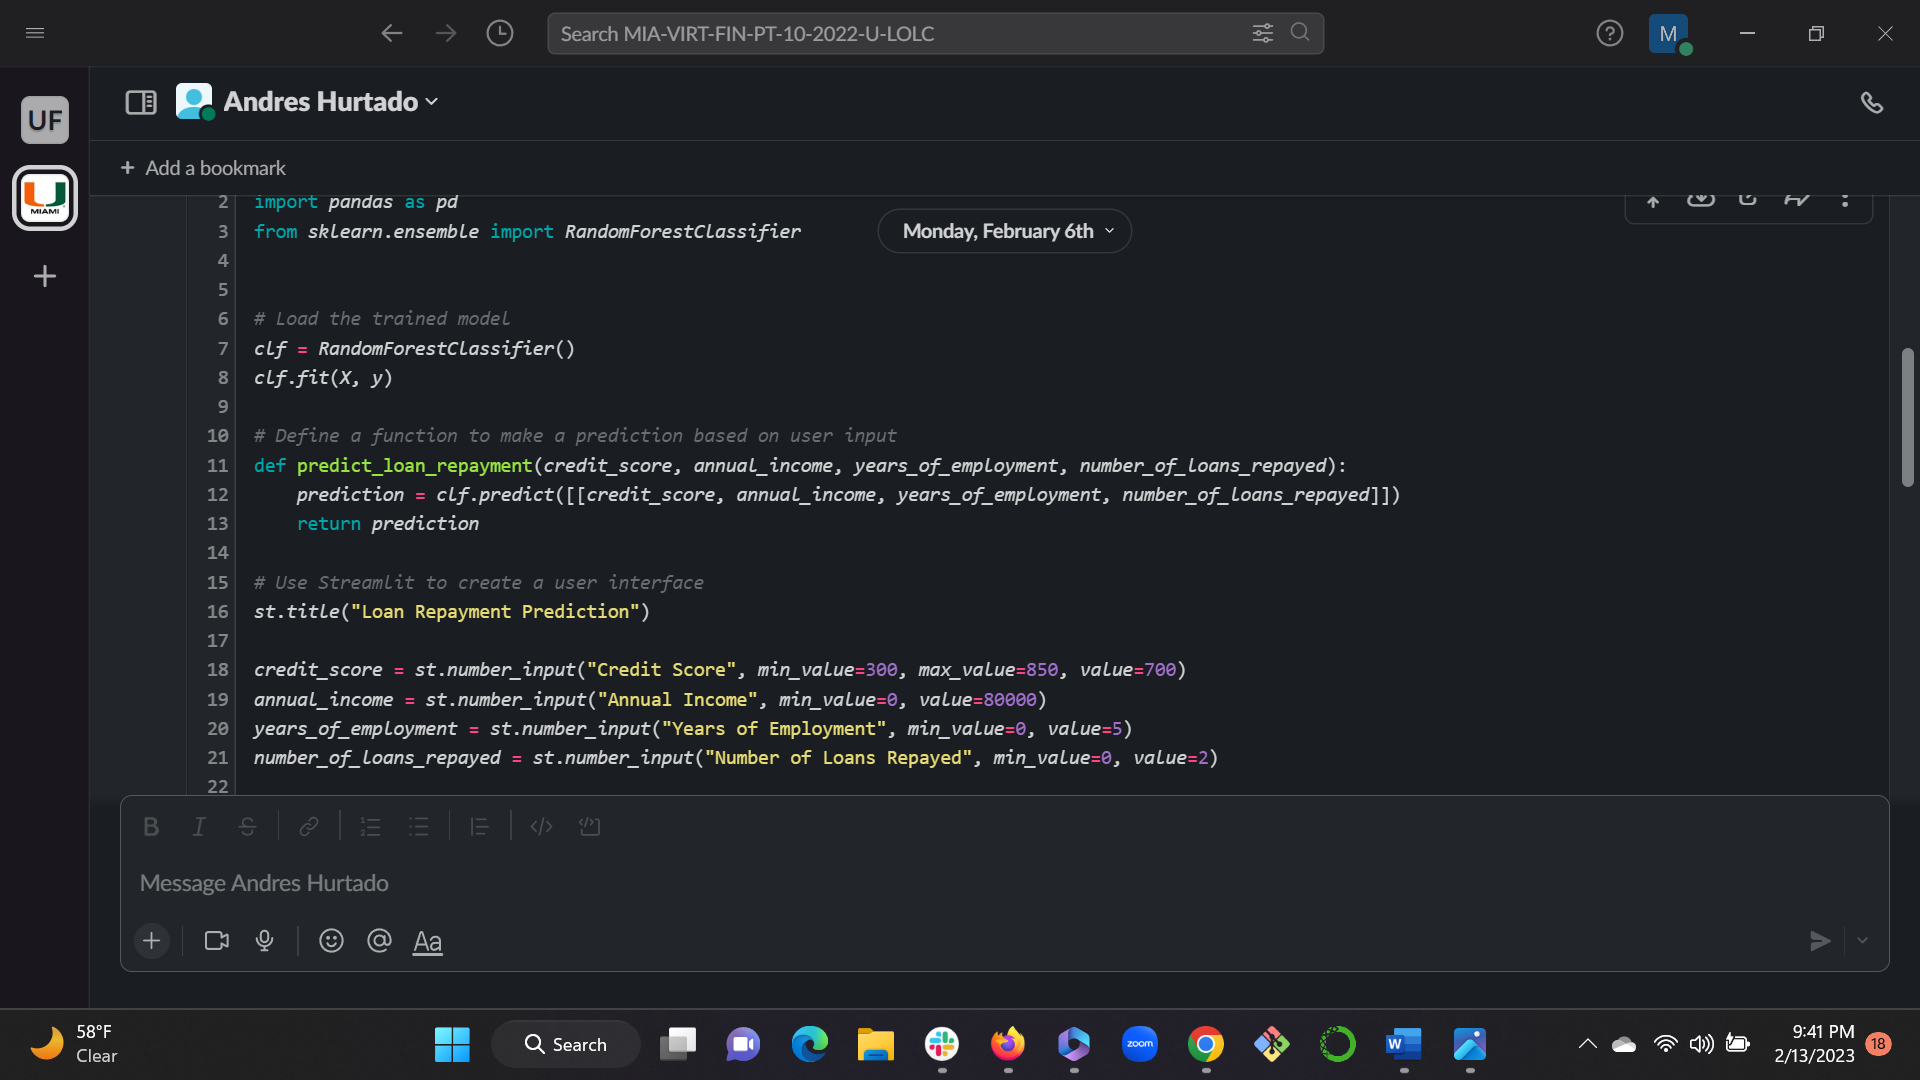 Search MIA-VIRT-FIN-PT-10-2022-U-LOLC
M
UF
MIAMI
Andres Hurtado
Add a bookmark
Monday, February 6th
2 import pandas as pd
3 from sklearn.ensemble import RandomForestClassifier
4
5
6 # Load the trained model
7 clf = RandomForestClassifier()
8 clf.fit(X, y)
9
10 # Define a function to make a prediction based on user input
11 def predict_loan_repayment(credit_score, annual_income, years_of_employment, number_of_loans_repayed):
12 prediction = clf.predict([[credit_score, annual_income, years_of_employment, number_of_loans_repayed]])
13 return prediction
14
15 # Use Streamlit to create a user interface
16 st.title("Loan Repayment Prediction")
17
18 credit_score = st.number_input("Credit Score", min_value=300, max_value=850, value=700)
19 annual_income = st.number_input("Annual Income", min_value=0, value=80000)
20 years_of_employment = st.number_input("Years of Employment", min_value=0, value=5)
21 number_of_loans_repayed = st.number_input("Number of Loans Repayed", min_value=0, value=2)
22
Message Andres Hurtado
Aa
58°F
Clear
Search
zoom
W
9:41 PM
2/13/2023
18